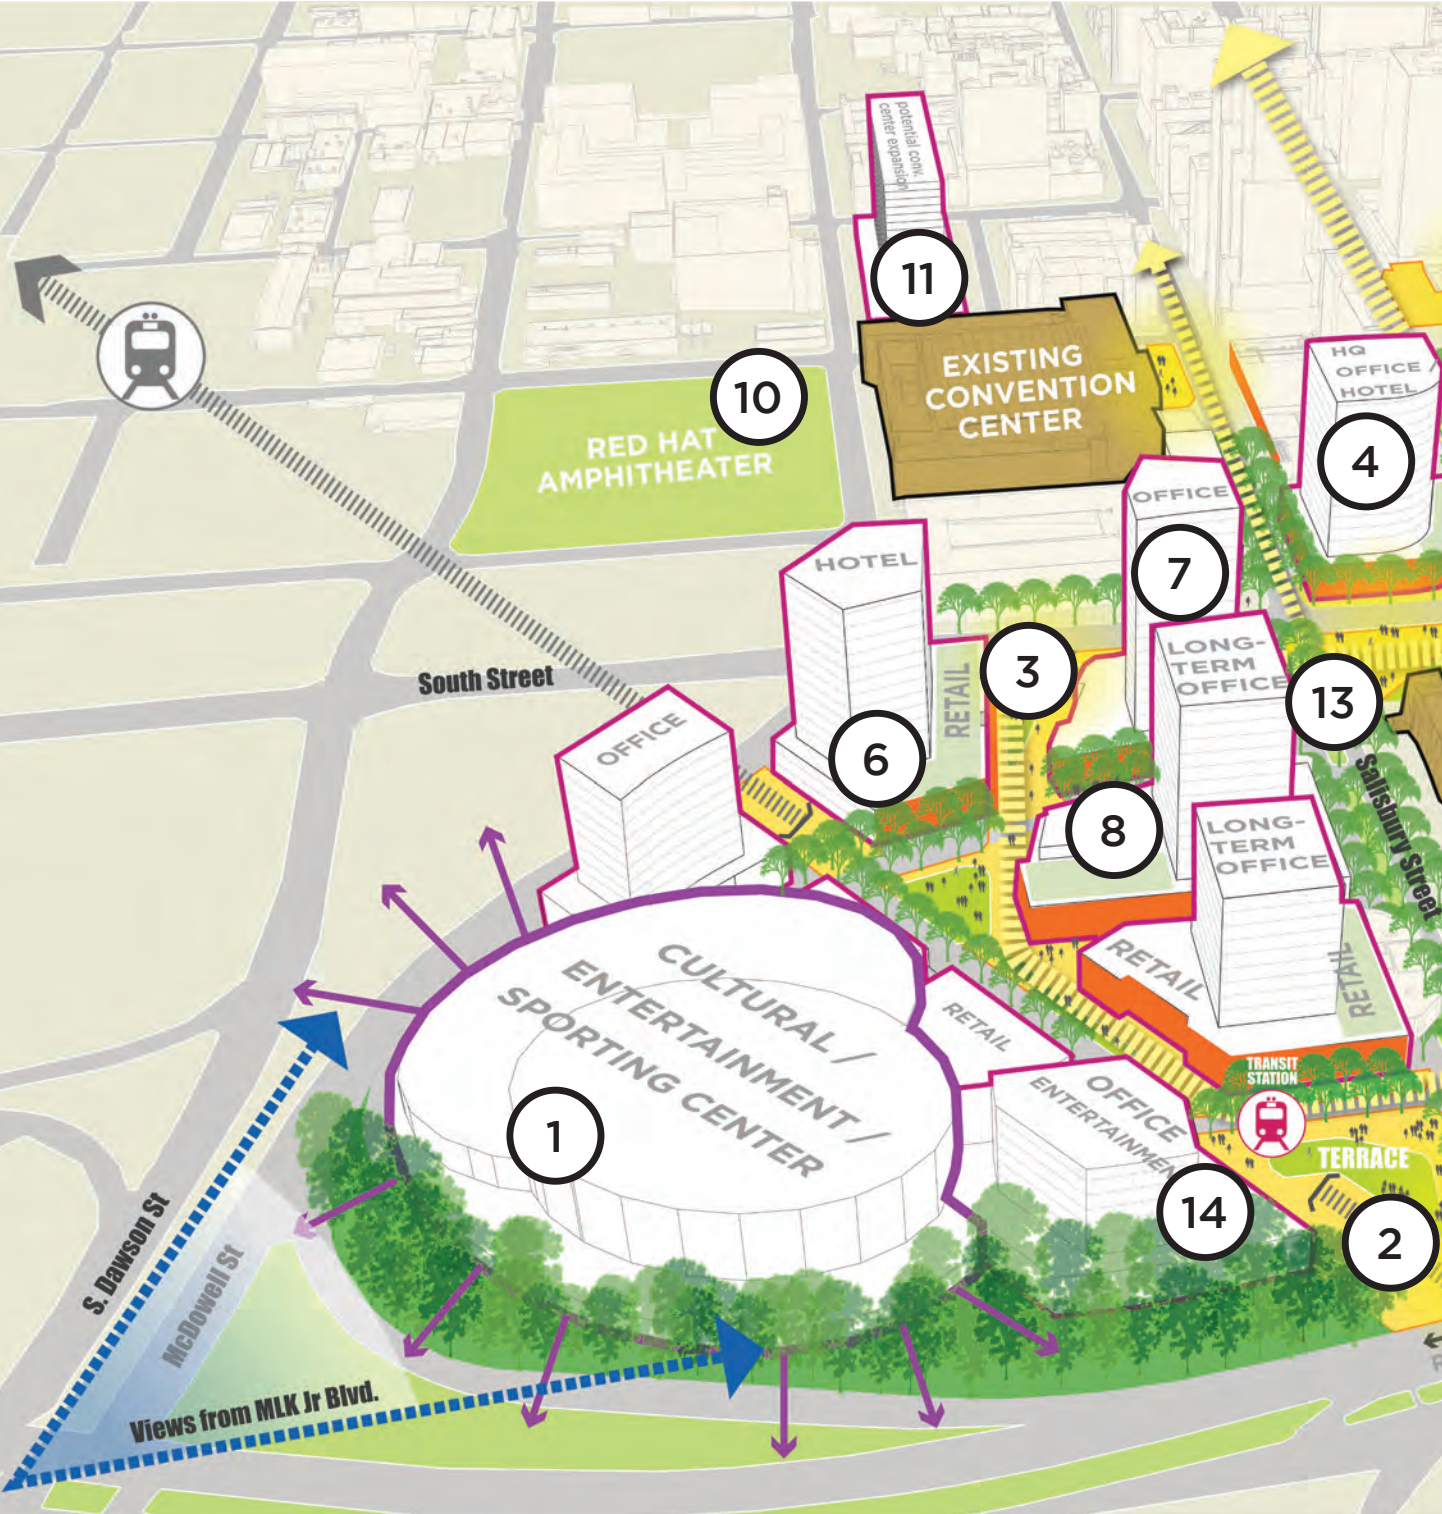 potential conv.
center expansion
11
HQ
OFFICE /
HOTEL
4
EXISTING
CONVENTION
CENTER
10
RED HAT
AMPHITHEATER
OFFICE
7
HOTEL
LONG-
TERM
OFFICE
3
RETAIL
13
South Street
OFFICE
6
8
Salisbury Street
LONG-
TERM
OFFICE
RETAIL
RETAIL
CULTURAL /
ENTERTAINMENT /
SPORTING CENTER
RETAIL
TRANSIT
STATION
OFFICE
ENTERTAINMEN
1
TERRACE
14
2
S. Dawson St
McDowell St
Views from MLK Jr Blvd.